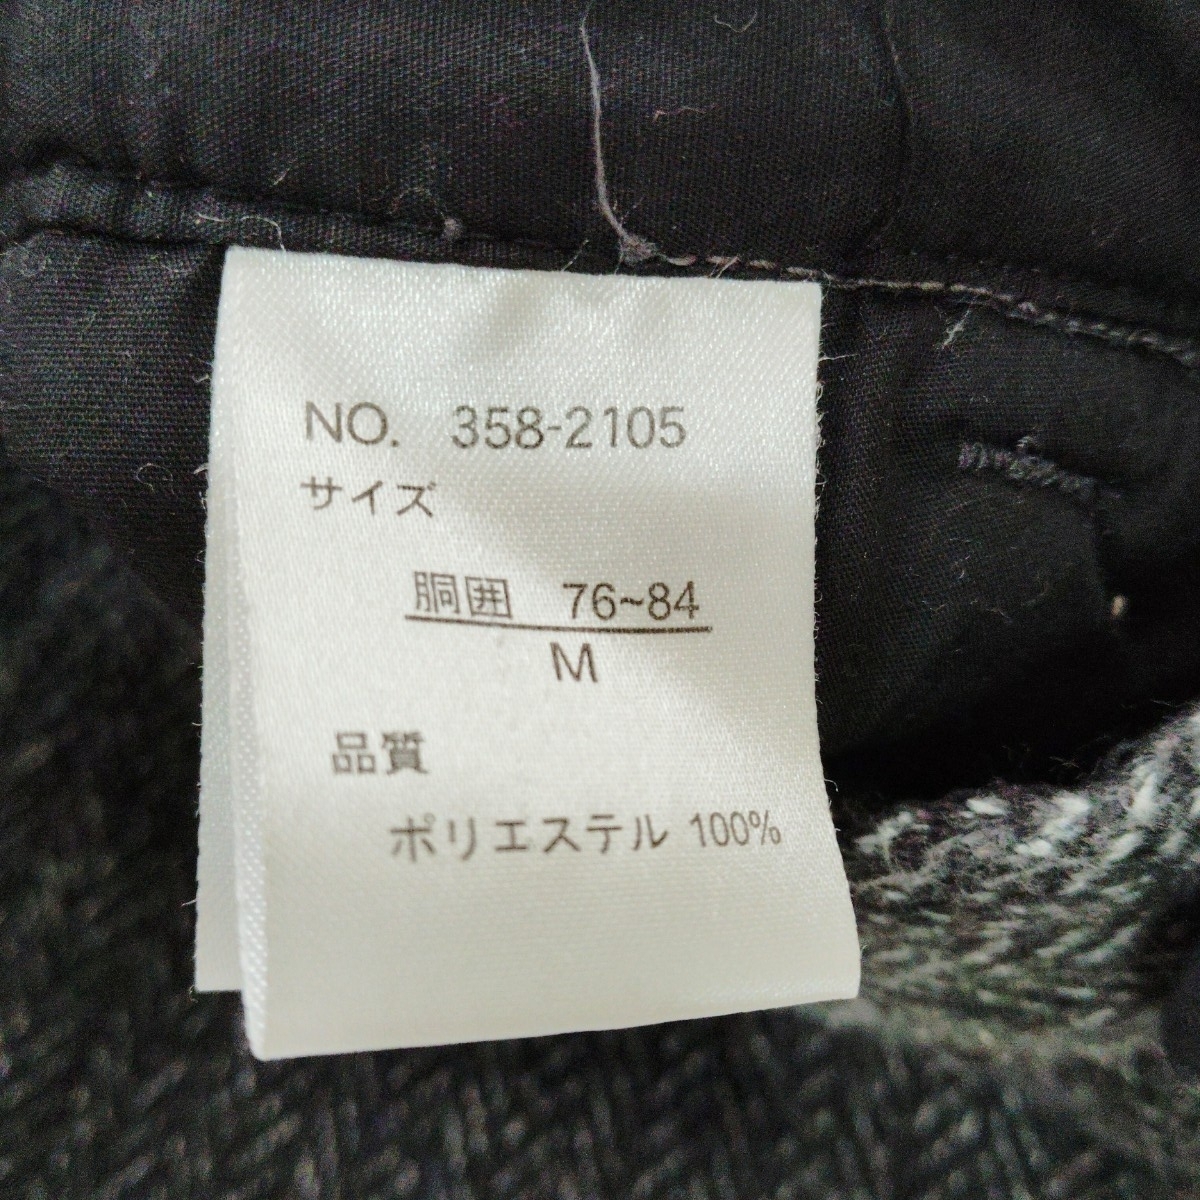 NO. 358-2105
サイズ
胴囲 76~84
M
品質
ポリエステル 100%